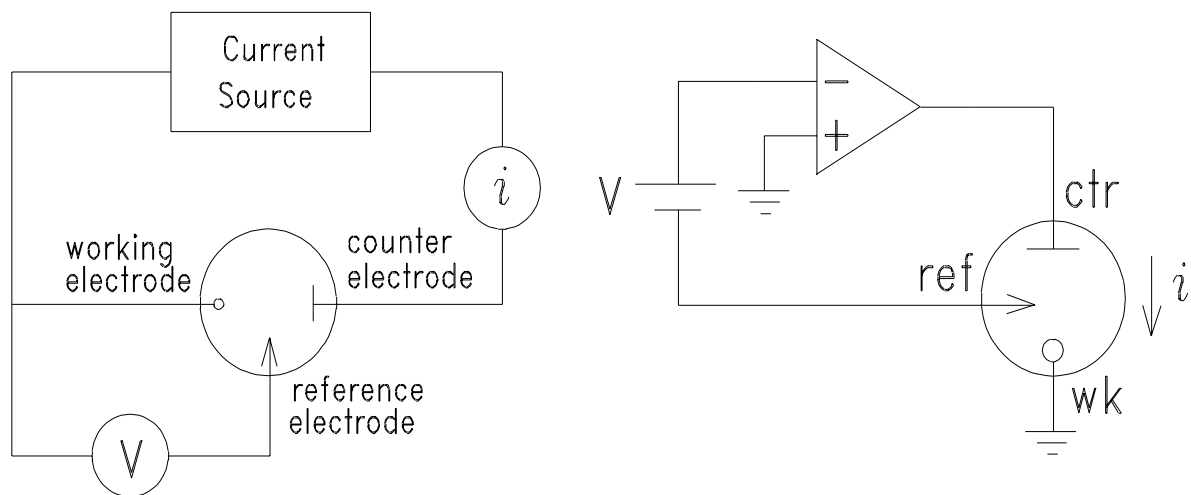 Current
Source
i
working
electrode
counter
electrode
reference
electrode
V
−
+
V
ctr
ref
i
wk